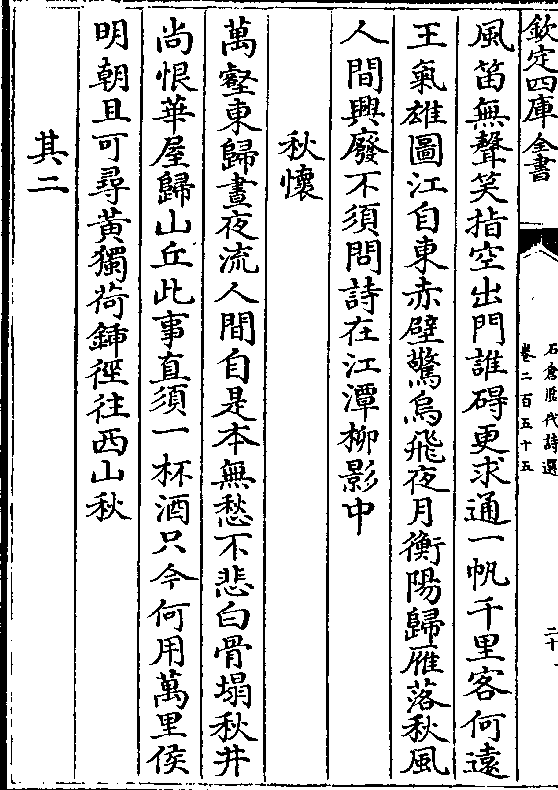 欽定四庫全書
石倉歷代詩選
卷二百五十五
二十
風笛無聲笑指空出門誰碍更求通一帆千里客何遠
王氣雄圖江自東赤壁驚烏飛夜月衡陽歸雁落秋風
人間興廢不須問詩在江潭柳影中
秋懷
萬壑東歸晝夜流人間自是本無愁不悲白骨塌秋井
尚恨華屋歸山丘此事真須一杯酒只今何用萬里侯
明朝且可尋黄獨荷鍤徑往西山秋
其二